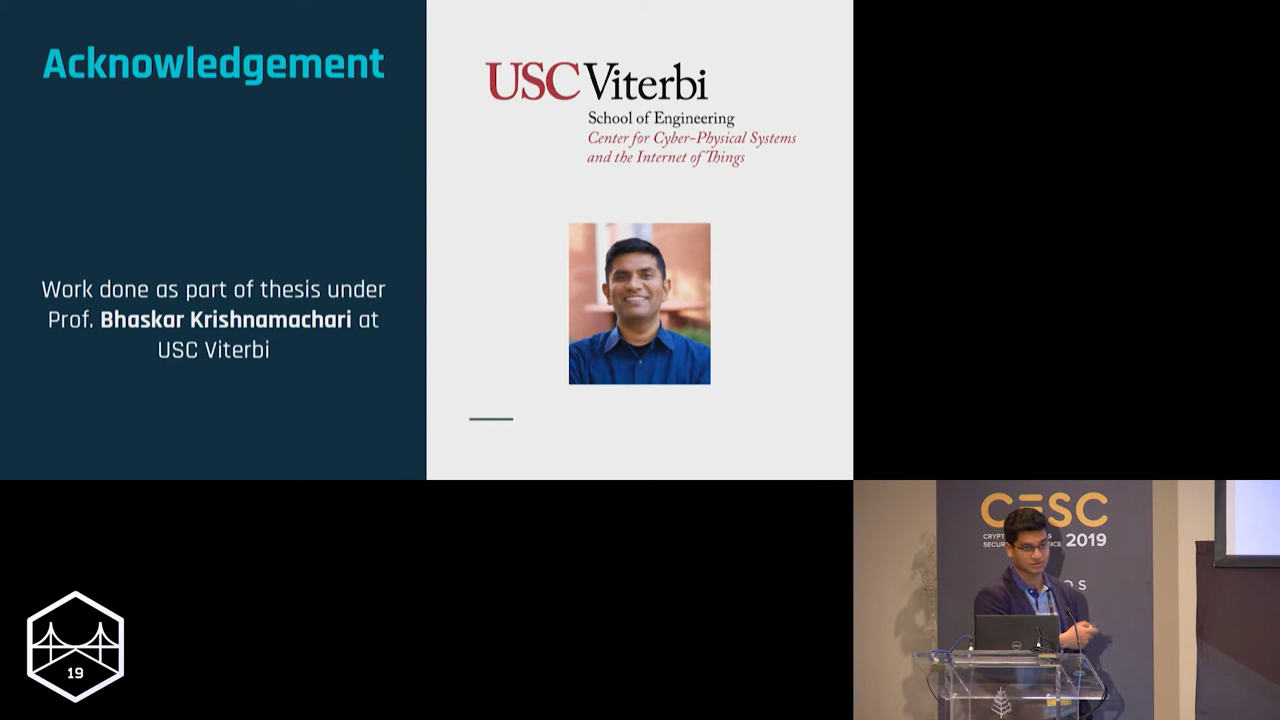 Acknowledgement
Work done as part of thesis under
Prof. Bhaskar Krishnamachari at
USC Viterbi
USC Viterbi
School of Engineering
Center for Cyber-Physical Systems
and the Internet of Things
CESC
2019
19